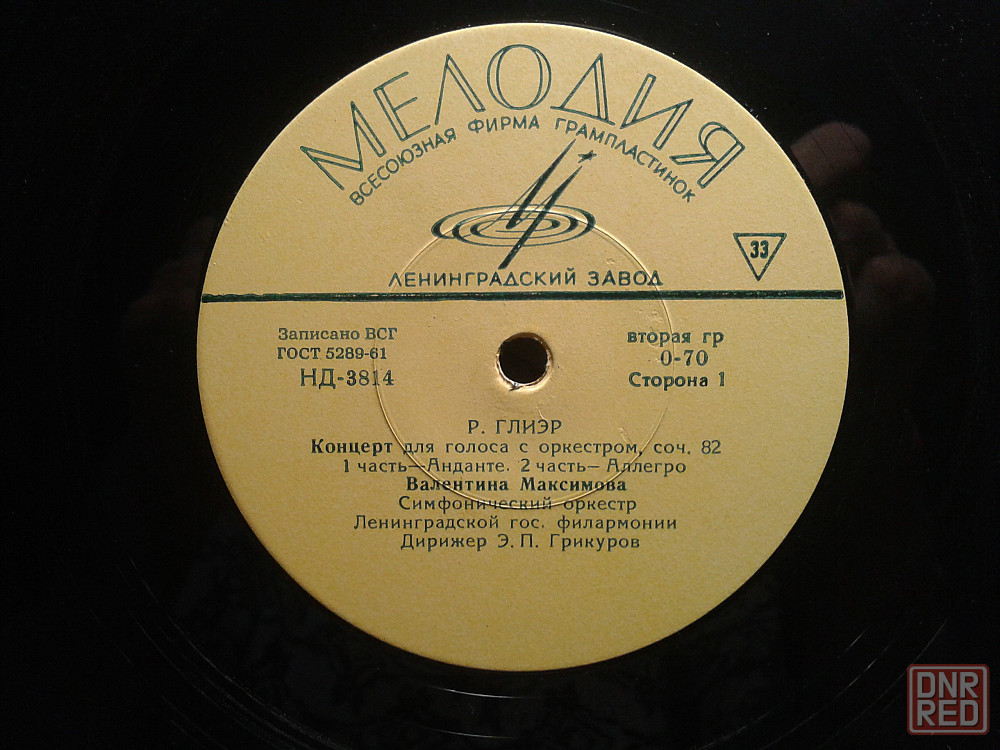 МЕЛОДИЯ
ВСЕСОЮЗНАЯ ФИРМА ГРАМПЛАСТИНОК
33
ЛЕНИНГРАДСКИЙ ЗАВОД
Записано ВСГ
ГОСТ 5289-61
НД-3814
вторая гр
0-70
Сторона 1
Р. ГЛИЭР
Концерт для голоса с оркестром, соч. 82
1 часть—Анданте. 2 часть— Аллегро
Валентина Максимова
Симфонический оркестр
Ленинградской гос. филармонии
Дирижер Э. П. Грикуров
DNR
RED